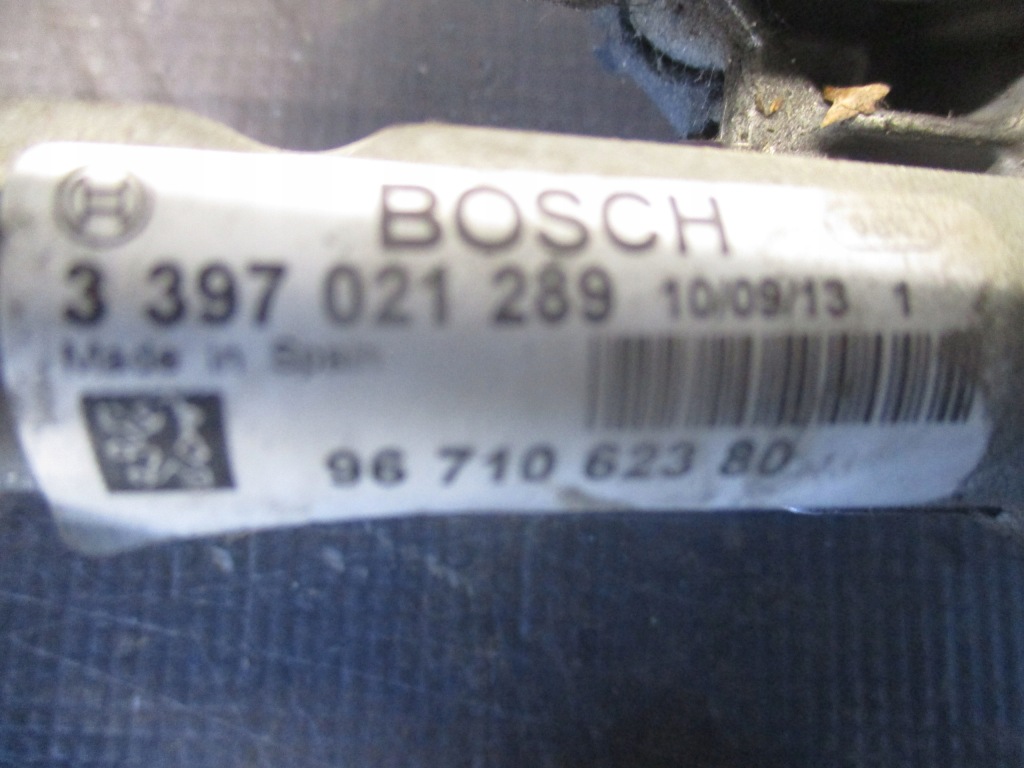 BOSCH
3 397 021 289 10/09/13 1
Made in Spain
96 710 623 80